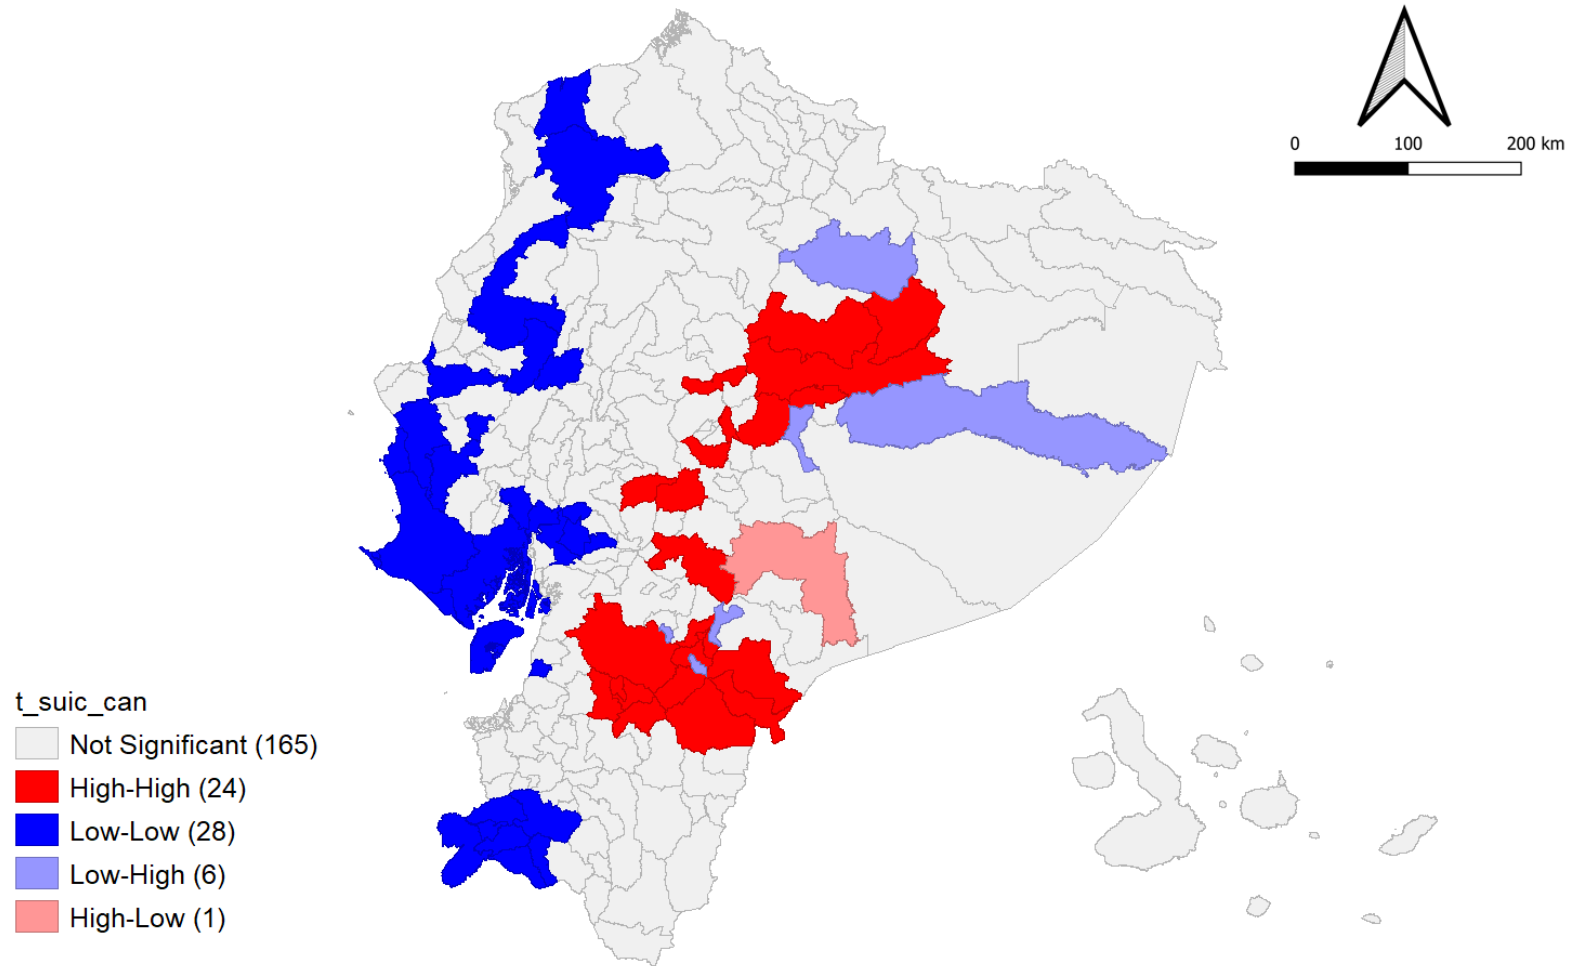 0 100 200 km
t_suic_can
Not Significant (165)
High-High (24)
Low-Low (28)
Low-High (6)
High-Low (1)